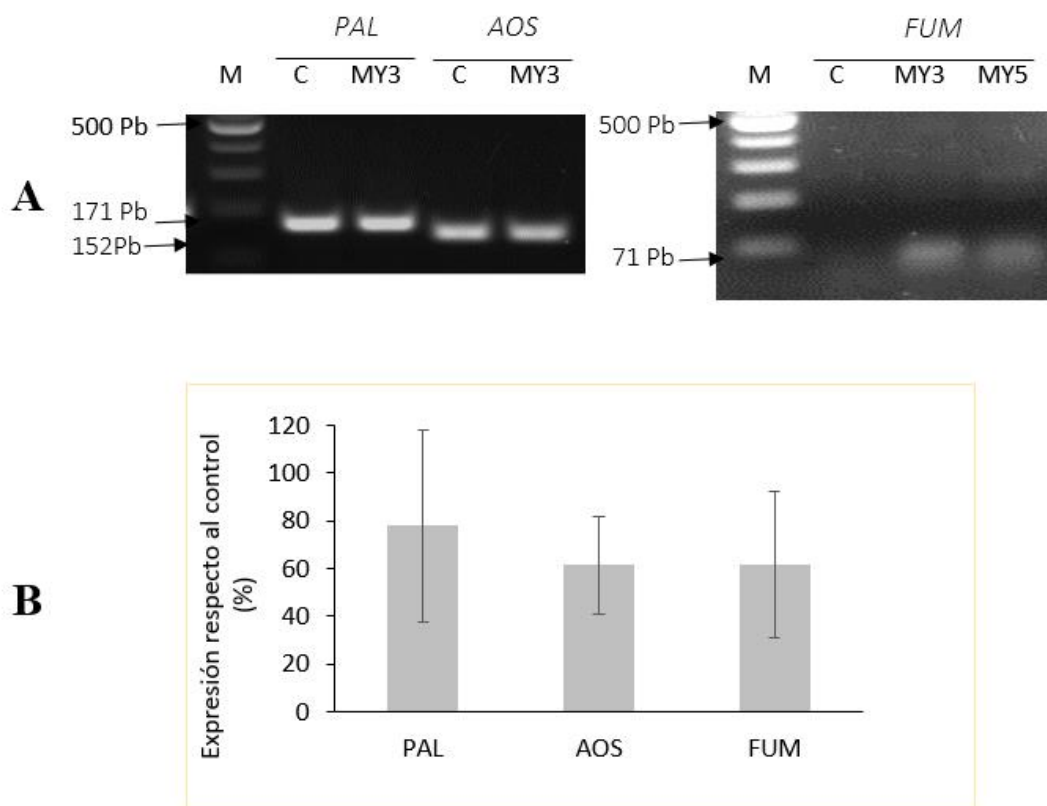 PAL AOS FUM
M C MY3 C MY3 M C MY3 MY5
500 Pb 500 Pb
A
171 Pb
152Pb 71 Pb
B
Expresión respecto al control
(%)
120
100
80
60
40
20
0
PAL AOS FUM